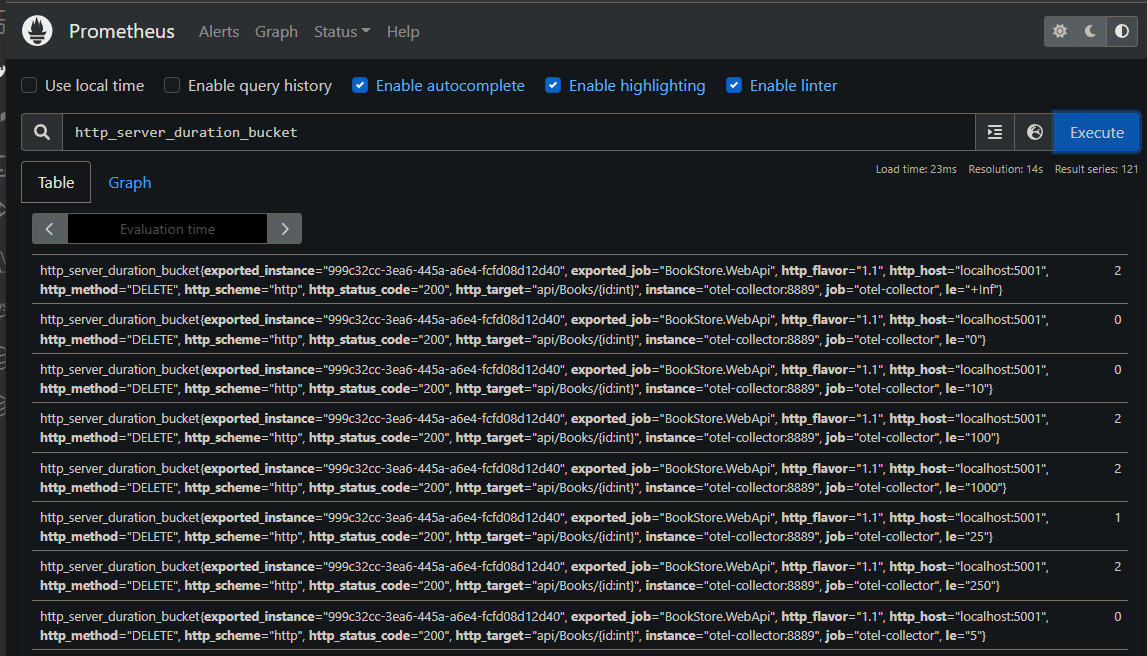 Prometheus Alerts Graph Status Help
Use local time Enable query history Enable autocomplete Enable highlighting Enable linter
http_server_duration_bucket Execute
Load time: 23ms Resolution: 14s Result series: 121
Table Graph
Evaluation time
http_server_duration_bucket{exported_instance="999c32cc-3ea6-445a-a6e4-fcfd08d12d40", exported_job="BookStore.WebApi", http_flavor="1.1", http_host="localhost:5001", 2
http_method="DELETE", http_scheme="http", http_status_code="200", http_target="api/Books/{id:int}", instance="otel-collector:8889", job="otel-collector", le="+Inf"}
http_server_duration_bucket{exported_instance="999c32cc-3ea6-445a-a6e4-fcfd08d12d40", exported_job="BookStore.WebApi", http_flavor="1.1", http_host="localhost:5001", 0
http_method="DELETE", http_scheme="http", http_status_code="200", http_target="api/Books/{id:int}", instance="otel-collector:8889", job="otel-collector", le="0"}
http_server_duration_bucket{exported_instance="999c32cc-3ea6-445a-a6e4-fcfd08d12d40", exported_job="BookStore.WebApi", http_flavor="1.1", http_host="localhost:5001", 0
http_method="DELETE", http_scheme="http", http_status_code="200", http_target="api/Books/{id:int}", instance="otel-collector:8889", job="otel-collector", le="10"}
http_server_duration_bucket{exported_instance="999c32cc-3ea6-445a-a6e4-fcfd08d12d40", exported_job="BookStore.WebApi", http_flavor="1.1", http_host="localhost:5001", 2
http_method="DELETE", http_scheme="http", http_status_code="200", http_target="api/Books/{id:int}", instance="otel-collector:8889", job="otel-collector", le="100"}
http_server_duration_bucket{exported_instance="999c32cc-3ea6-445a-a6e4-fcfd08d12d40", exported_job="BookStore.WebApi", http_flavor="1.1", http_host="localhost:5001", 2
http_method="DELETE", http_scheme="http", http_status_code="200", http_target="api/Books/{id:int}", instance="otel-collector:8889", job="otel-collector", le="1000"}
http_server_duration_bucket{exported_instance="999c32cc-3ea6-445a-a6e4-fcfd08d12d40", exported_job="BookStore.WebApi", http_flavor="1.1", http_host="localhost:5001", 1
http_method="DELETE", http_scheme="http", http_status_code="200", http_target="api/Books/{id:int}", instance="otel-collector:8889", job="otel-collector", le="25"}
http_server_duration_bucket{exported_instance="999c32cc-3ea6-445a-a6e4-fcfd08d12d40", exported_job="BookStore.WebApi", http_flavor="1.1", http_host="localhost:5001", 2
http_method="DELETE", http_scheme="http", http_status_code="200", http_target="api/Books/{id:int}", instance="otel-collector:8889", job="otel-collector", le="250"}
http_server_duration_bucket{exported_instance="999c32cc-3ea6-445a-a6e4-fcfd08d12d40", exported_job="BookStore.WebApi", http_flavor="1.1", http_host="localhost:5001", 0
http_method="DELETE", http_scheme="http", http_status_code="200", http_target="api/Books/{id:int}", instance="otel-collector:8889", job="otel-collector", le="5"}